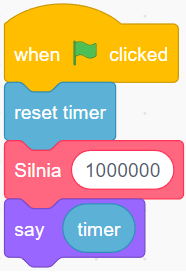 when clicked
reset timer
Silnia 1000000
say timer